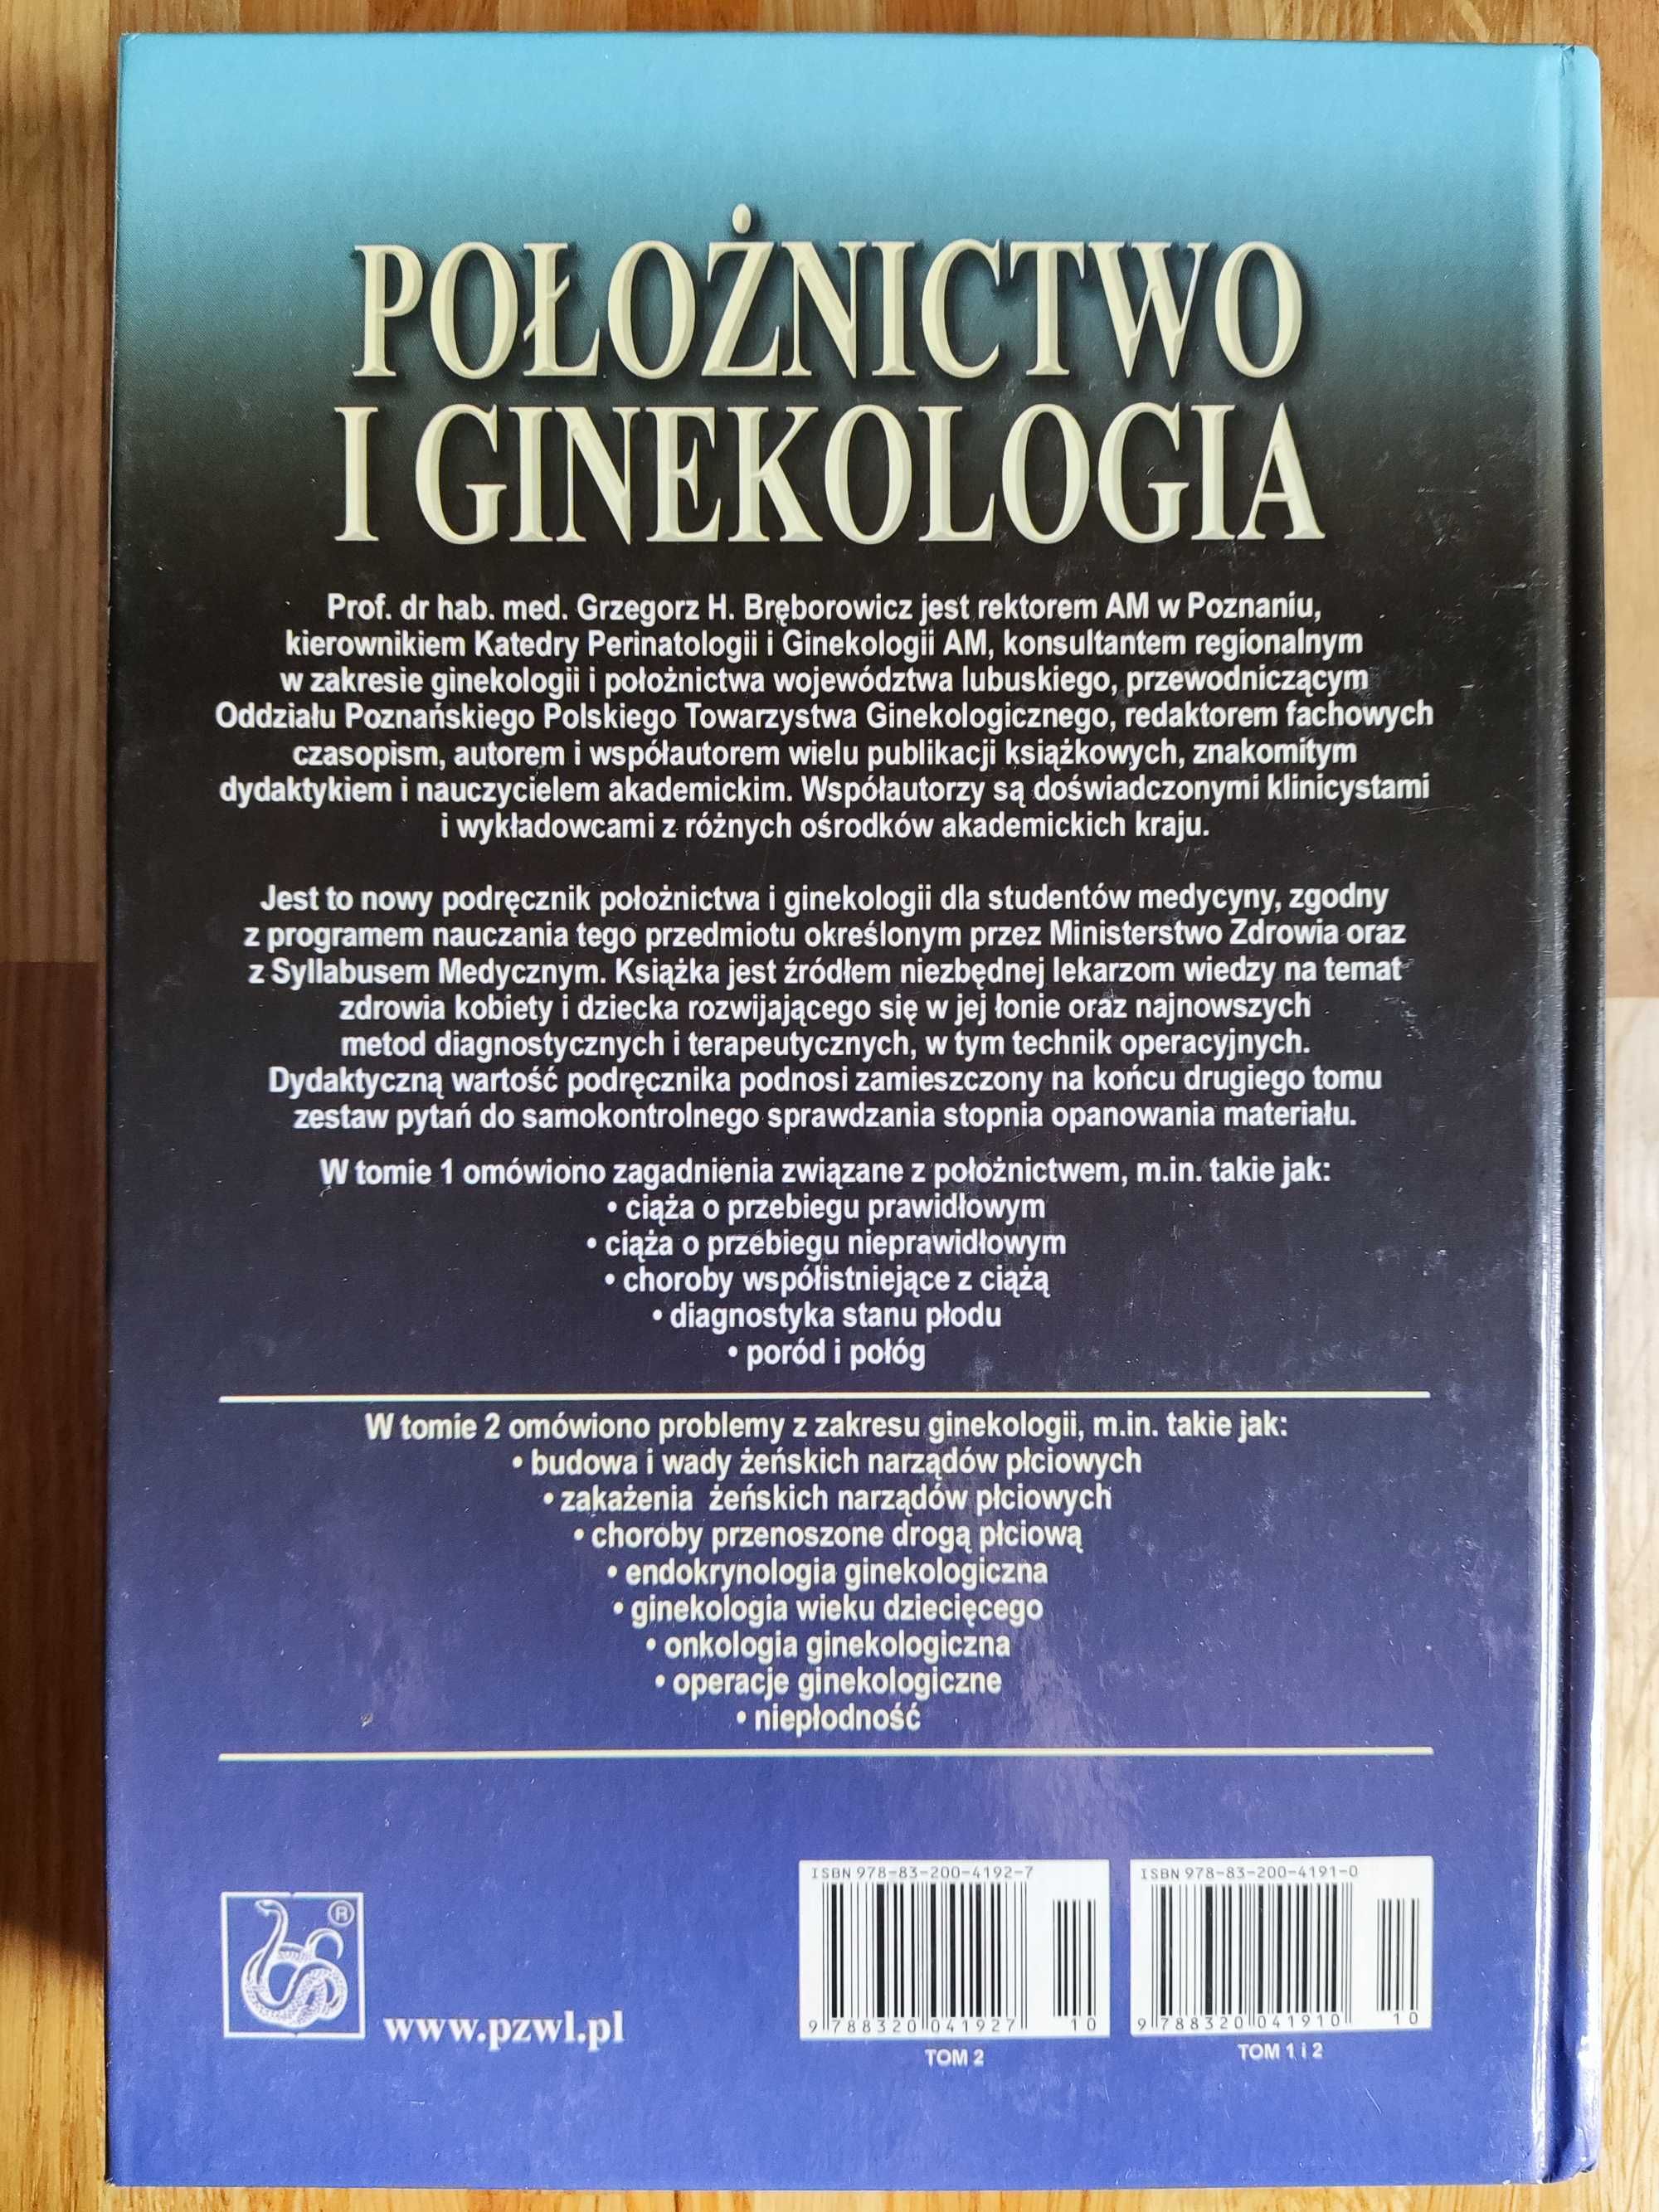 POŁOŻNICTWO
I GINEKOLOGIA
Prof. dr hab. med. Grzegorz H. Bręborowicz jest rektorem AM w Poznaniu,
kierownikiem Katedry Perinatologii i Ginekologii AM, konsultantem regionalnym
w zakresie ginekologii i położnictwa województwa lubuskiego, przewodniczącym
Oddziału Poznańskiego Polskiego Towarzystwa Ginekologicznego, redaktorem fachowych
czasopism, autorem i współautorem wielu publikacji książkowych, znakomitym
dydaktykiem i nauczycielem akademickim. Współautorzy są doświadczonymi klinicystami
i wykładowcami z różnych ośrodków akademickich kraju.
Jest to nowy podręcznik położnictwa i ginekologii dla studentów medycyny, zgodny
z programem nauczania tego przedmiotu określonym przez Ministerstwo Zdrowia oraz
z Syllabusem Medycznym. Książka jest źródłem niezbędnej lekarzom wiedzy na temat
zdrowia kobiety i dziecka rozwijającego się w jej łonie oraz najnowszych
metod diagnostycznych i terapeutycznych, w tym technik operacyjnych.
Dydaktyczną wartość podręcznika podnosi zamieszczony na końcu drugiego tomu
zestaw pytań do samokontrolnego sprawdzania stopnia opanowania materiału.
W tomie 1 omówiono zagadnienia związane z położnictwem, m.in. takie jak:
• ciąża o przebiegu prawidłowym
• ciąża o przebiegu nieprawidłowym
• choroby współistniejące z ciążą
• diagnostyka stanu płodu
• poród i połóg
W tomie 2 omówiono problemy z zakresu ginekologii, m.in. takie jak:
• budowa i wady żeńskich narządów płciowych
• zakażenia żeńskich narządów płciowych
• choroby przenoszone drogą płciową
• endokrynologia ginekologiczna
• ginekologia wieku dziecięcego
• onkologia ginekologiczna
• operacje ginekologiczne
• niepłodność
®
www.pzwl.pl
ISBN 978-83-200-4192-7
9 788320 041927 10
TOM 2
ISBN 978-83-200-4191-0
9 788320 041910 10
TOM 1 i 2